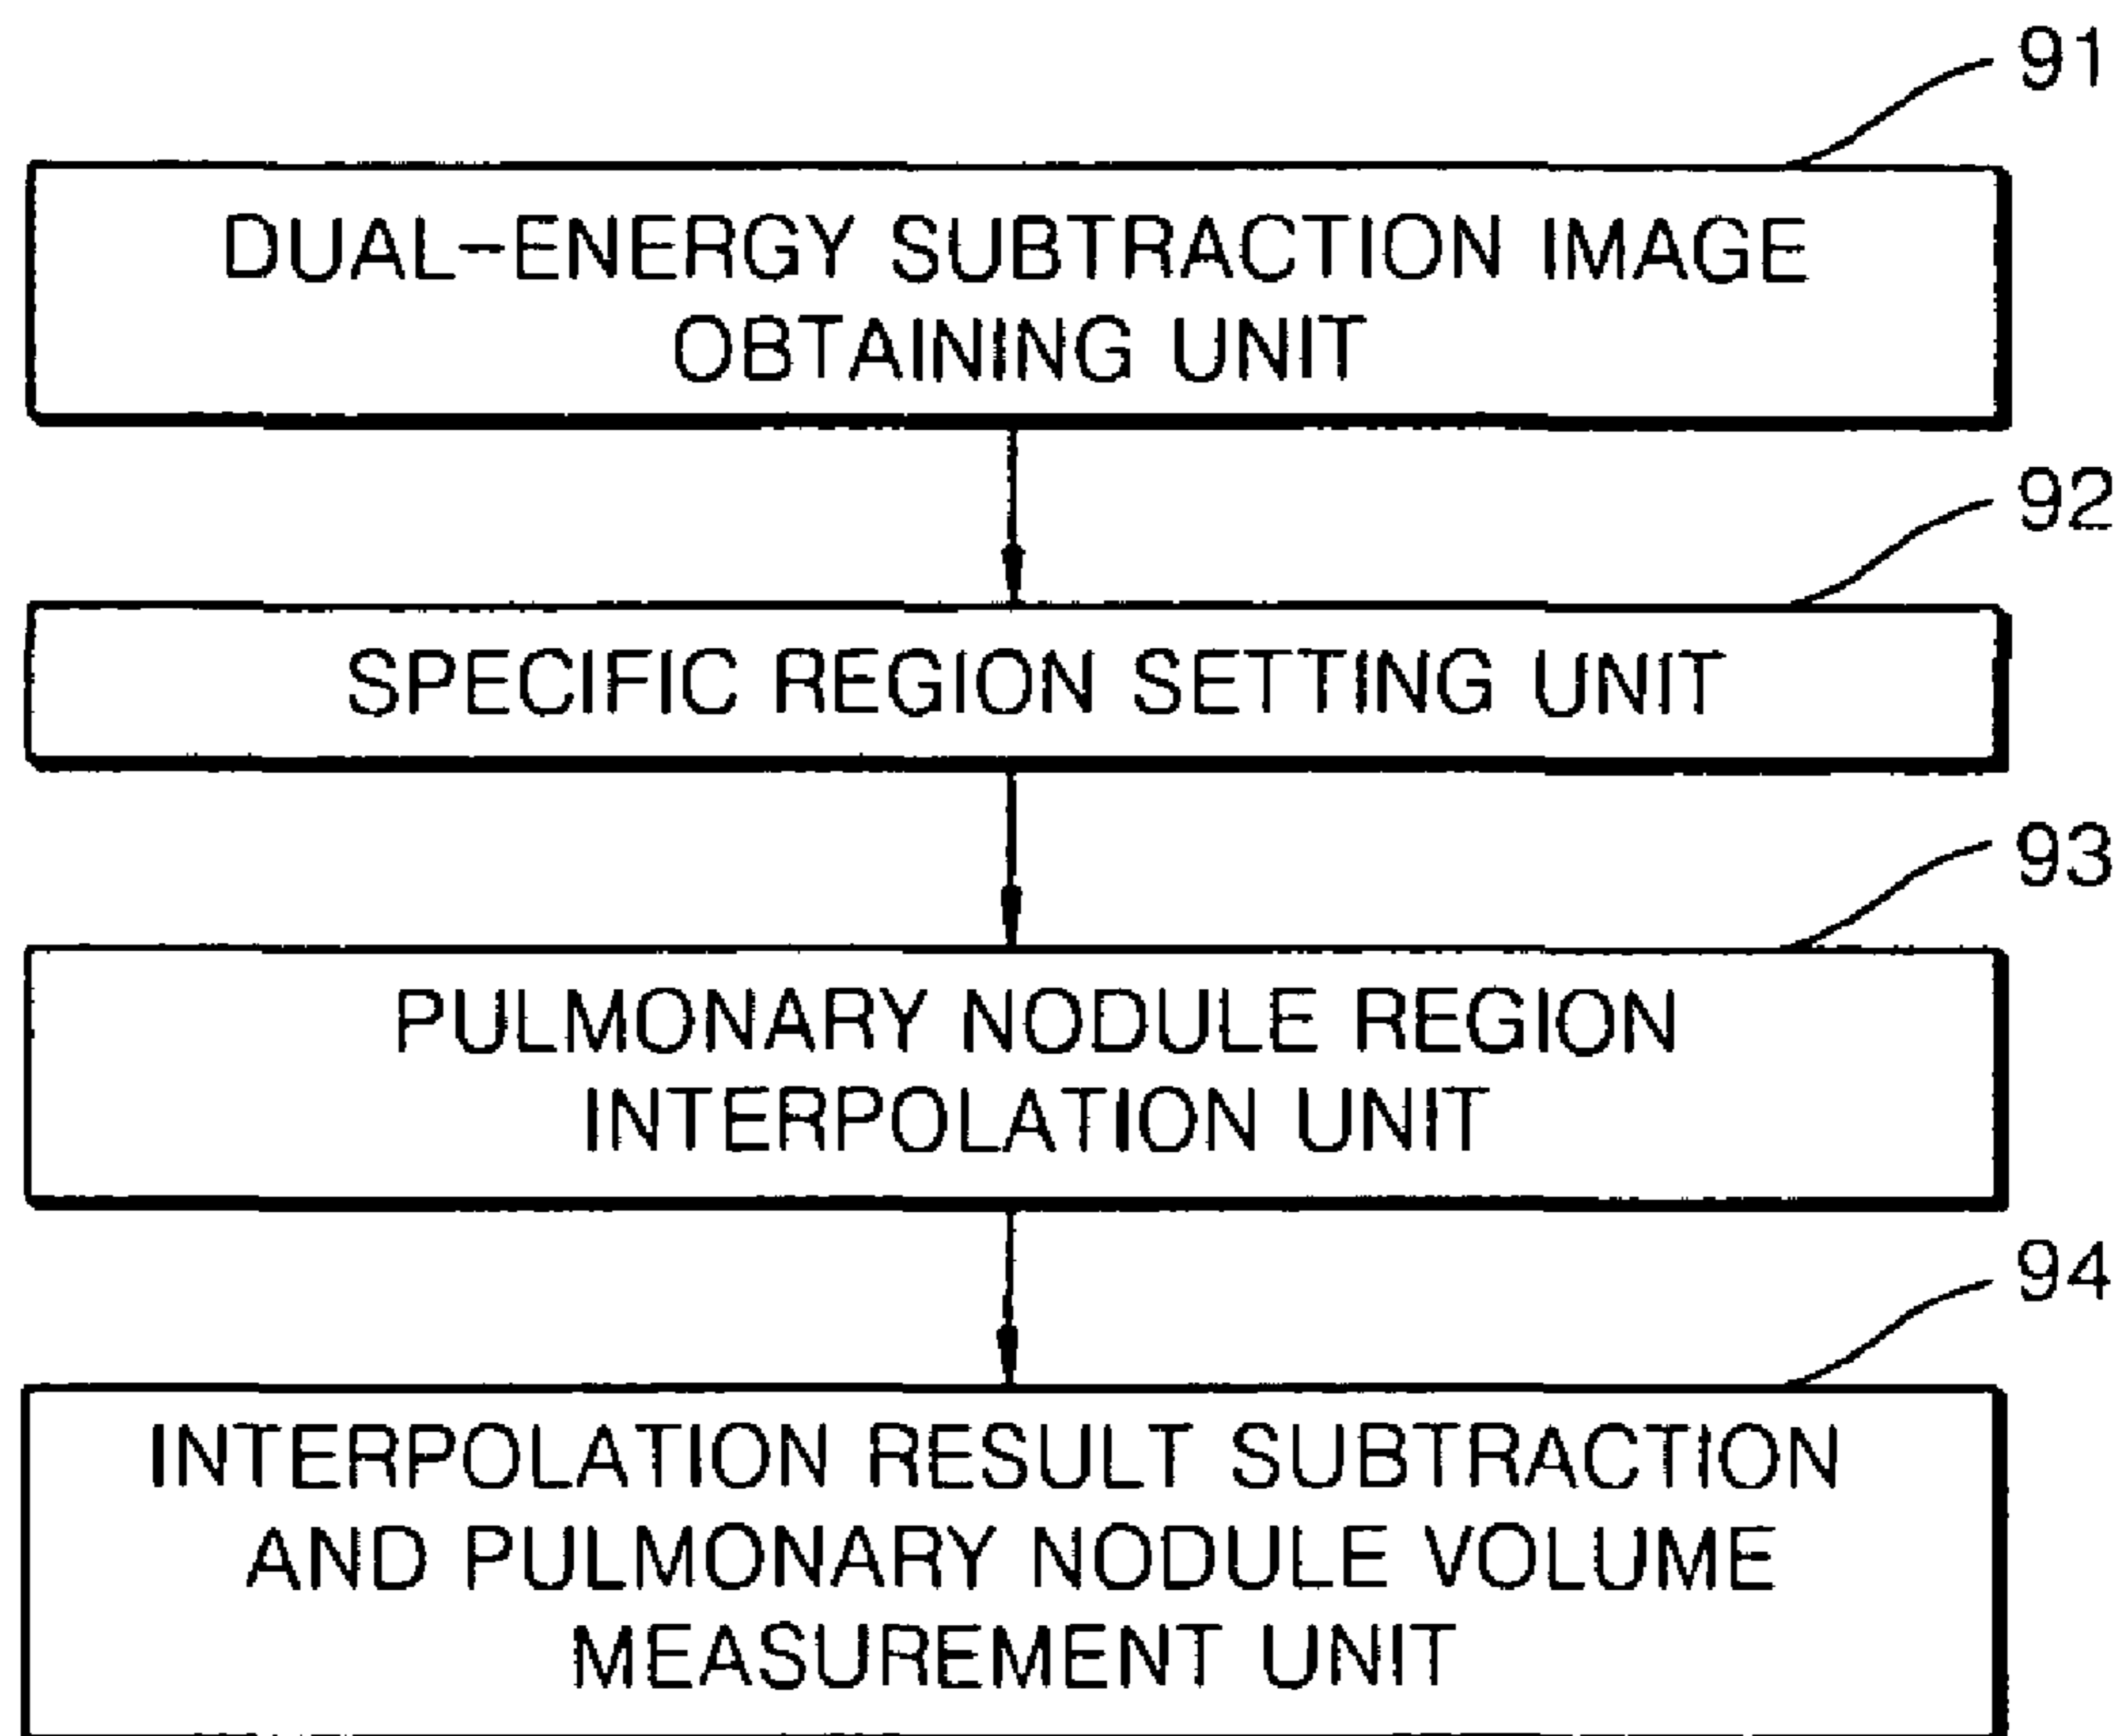 91
DUAL-ENERGY SUBTRACTION IMAGE
OBTAINING UNIT
92
SPECIFIC REGION SETTING UNIT
93
PULMONARY NODULE REGION
INTERPOLATION UNIT
94
INTERPOLATION RESULT SUBTRACTION
AND PULMONARY NODULE VOLUME
MEASUREMENT UNIT